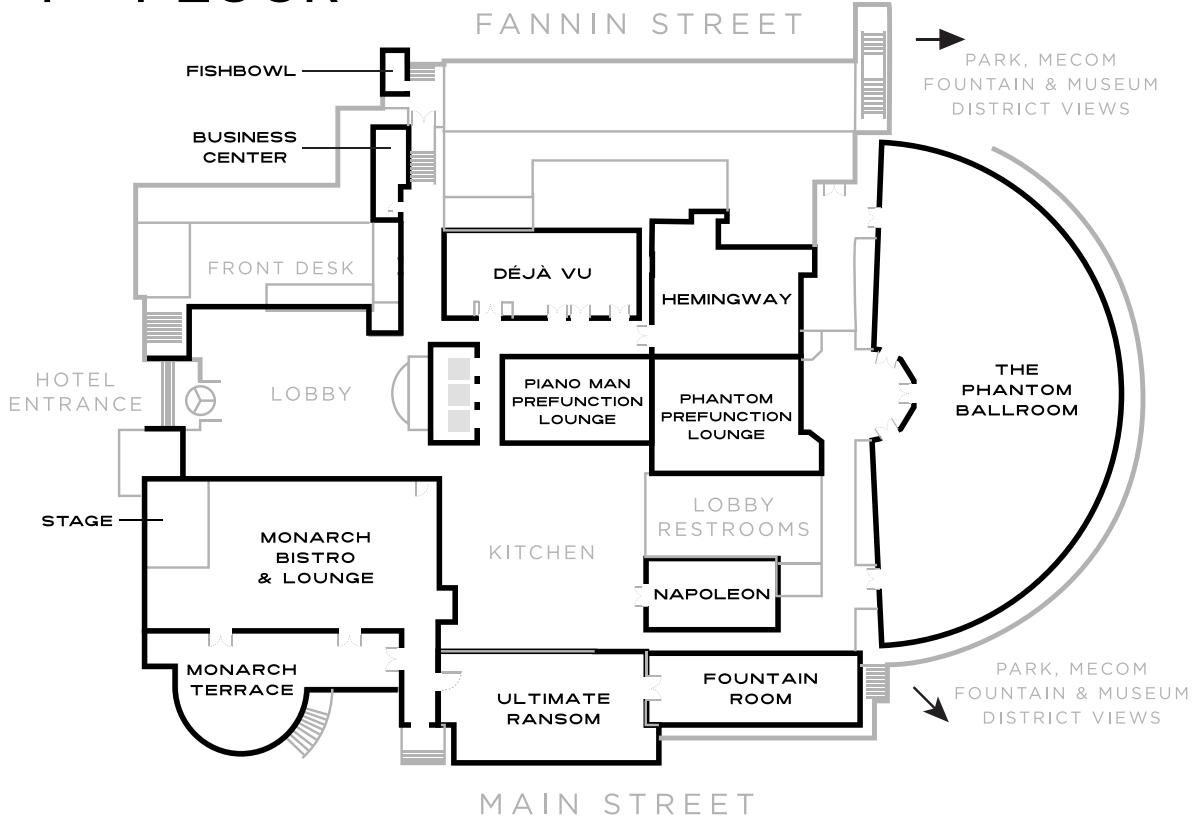 FANNIN STREET
FISHBOWL
PARK, MECOM
FOUNTAIN & MUSEUM
DISTRICT VIEWS
BUSINESS
CENTER
FRONT DESK
DÉJÀ VU
HEMINGWAY
HOTEL
ENTRANCE
LOBBY
PIANO MAN
PREFUNCTION
LOUNGE
PHANTOM
PREFUNCTION
LOUNGE
THE
PHANTOM
BALLROOM
STAGE
MONARCH
BISTRO
& LOUNGE
KITCHEN
LOBBY
RESTROOMS
NAPOLEON
MONARCH
TERRACE
ULTIMATE
RANSOM
FOUNTAIN
ROOM
PARK, MECOM
FOUNTAIN & MUSEUM
DISTRICT VIEWS
MAIN STREET